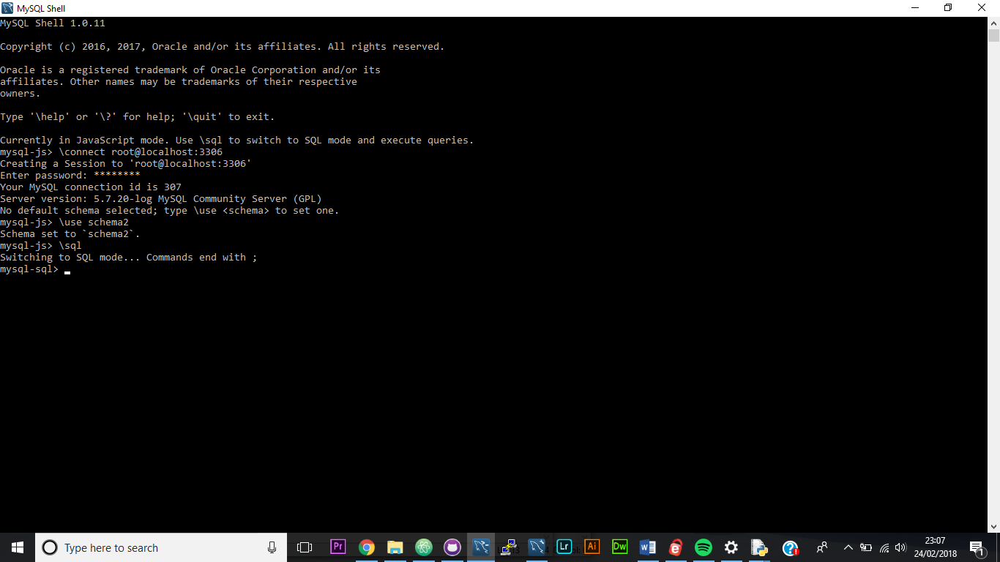 MySQL Shell
MySQL Shell 1.0.11
Copyright (c) 2016, 2017, Oracle and/or its affiliates. All rights reserved.
Oracle is a registered trademark of Oracle Corporation and/or its
affiliates. Other names may be trademarks of their respective
owners.
Type '\help' or '\?' for help; '\quit' to exit.
Currently in JavaScript mode. Use \sql to switch to SQL mode and execute queries.
mysql-js> \connect root@localhost:3306
Creating a Session to 'root@localhost:3306'
Enter password: ********
Your MySQL connection id is 307
Server version: 5.7.20-log MySQL Community Server (GPL)
No default schema selected; type \use <schema> to set one.
mysql-js> \use schema2
Schema set to `schema2`.
mysql-js> \sql
Switching to SQL mode... Commands end with ;
mysql-sql>
Type here to search
Pr
Lr
Ai
Dw
23:07
24/02/2018
1